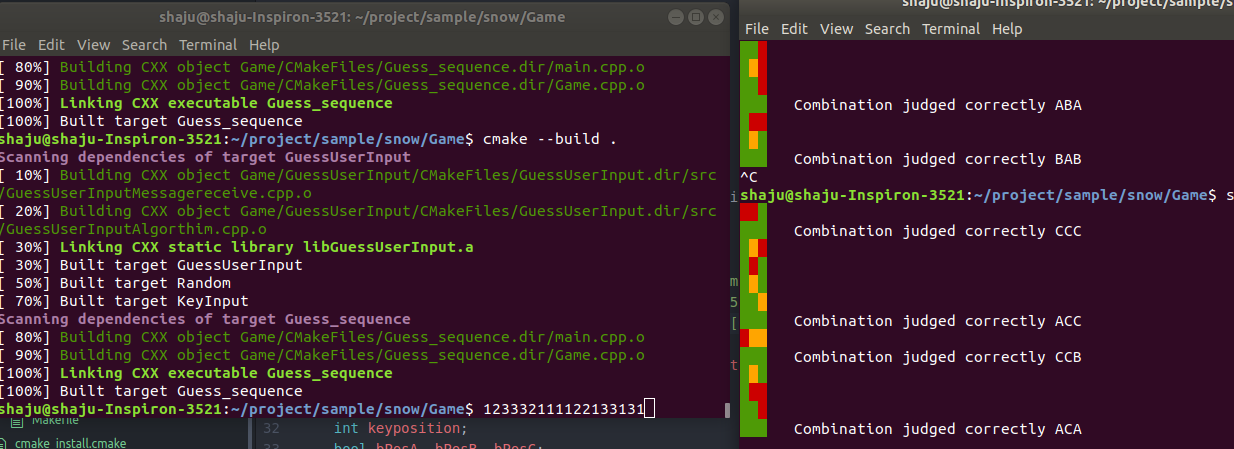 shaju@shaju-Inspiron-3521: ~/project/sample/snow/Game
File Edit View Search Terminal Help
[ 80%] Building CXX object Game/CMakeFiles/Guess_sequence.dir/main.cpp.o
[ 90%] Building CXX object Game/CMakeFiles/Guess_sequence.dir/Game.cpp.o
[100%] Linking CXX executable Guess_sequence
[100%] Built target Guess_sequence
shaju@shaju-Inspiron-3521:~/project/sample/snow/Game$ cmake --build .
Scanning dependencies of target GuessUserInput
[ 10%] Building CXX object Game/GuessUserInput/CMakeFiles/GuessUserInput.dir/src
/GuessUserInputMessagereceive.cpp.o
[ 20%] Building CXX object Game/GuessUserInput/CMakeFiles/GuessUserInput.dir/src
/GuessUserInputAlgorthim.cpp.o
[ 30%] Linking CXX static library libGuessUserInput.a
[ 30%] Built target GuessUserInput
[ 50%] Built target Random
[ 70%] Built target KeyInput
Scanning dependencies of target Guess_sequence
[ 80%] Building CXX object Game/CMakeFiles/Guess_sequence.dir/main.cpp.o
[ 90%] Building CXX object Game/CMakeFiles/Guess_sequence.dir/Game.cpp.o
[100%] Linking CXX executable Guess_sequence
[100%] Built target Guess_sequence
shaju@shaju-Inspiron-3521:~/project/sample/snow/Game$ 123332111122133131
Makefile
cmake_install.cmake
32 int keyposition;
33
shaju@shaju-Inspiron-3521: ~/project/sample/s
File Edit View Search Terminal Help
Combination judged correctly ABA
Combination judged correctly BAB
^C
shaju@shaju-Inspiron-3521:~/project/sample/snow/Game$ s
Combination judged correctly CCC
Combination judged correctly ACC
Combination judged correctly CCB
Combination judged correctly ACA